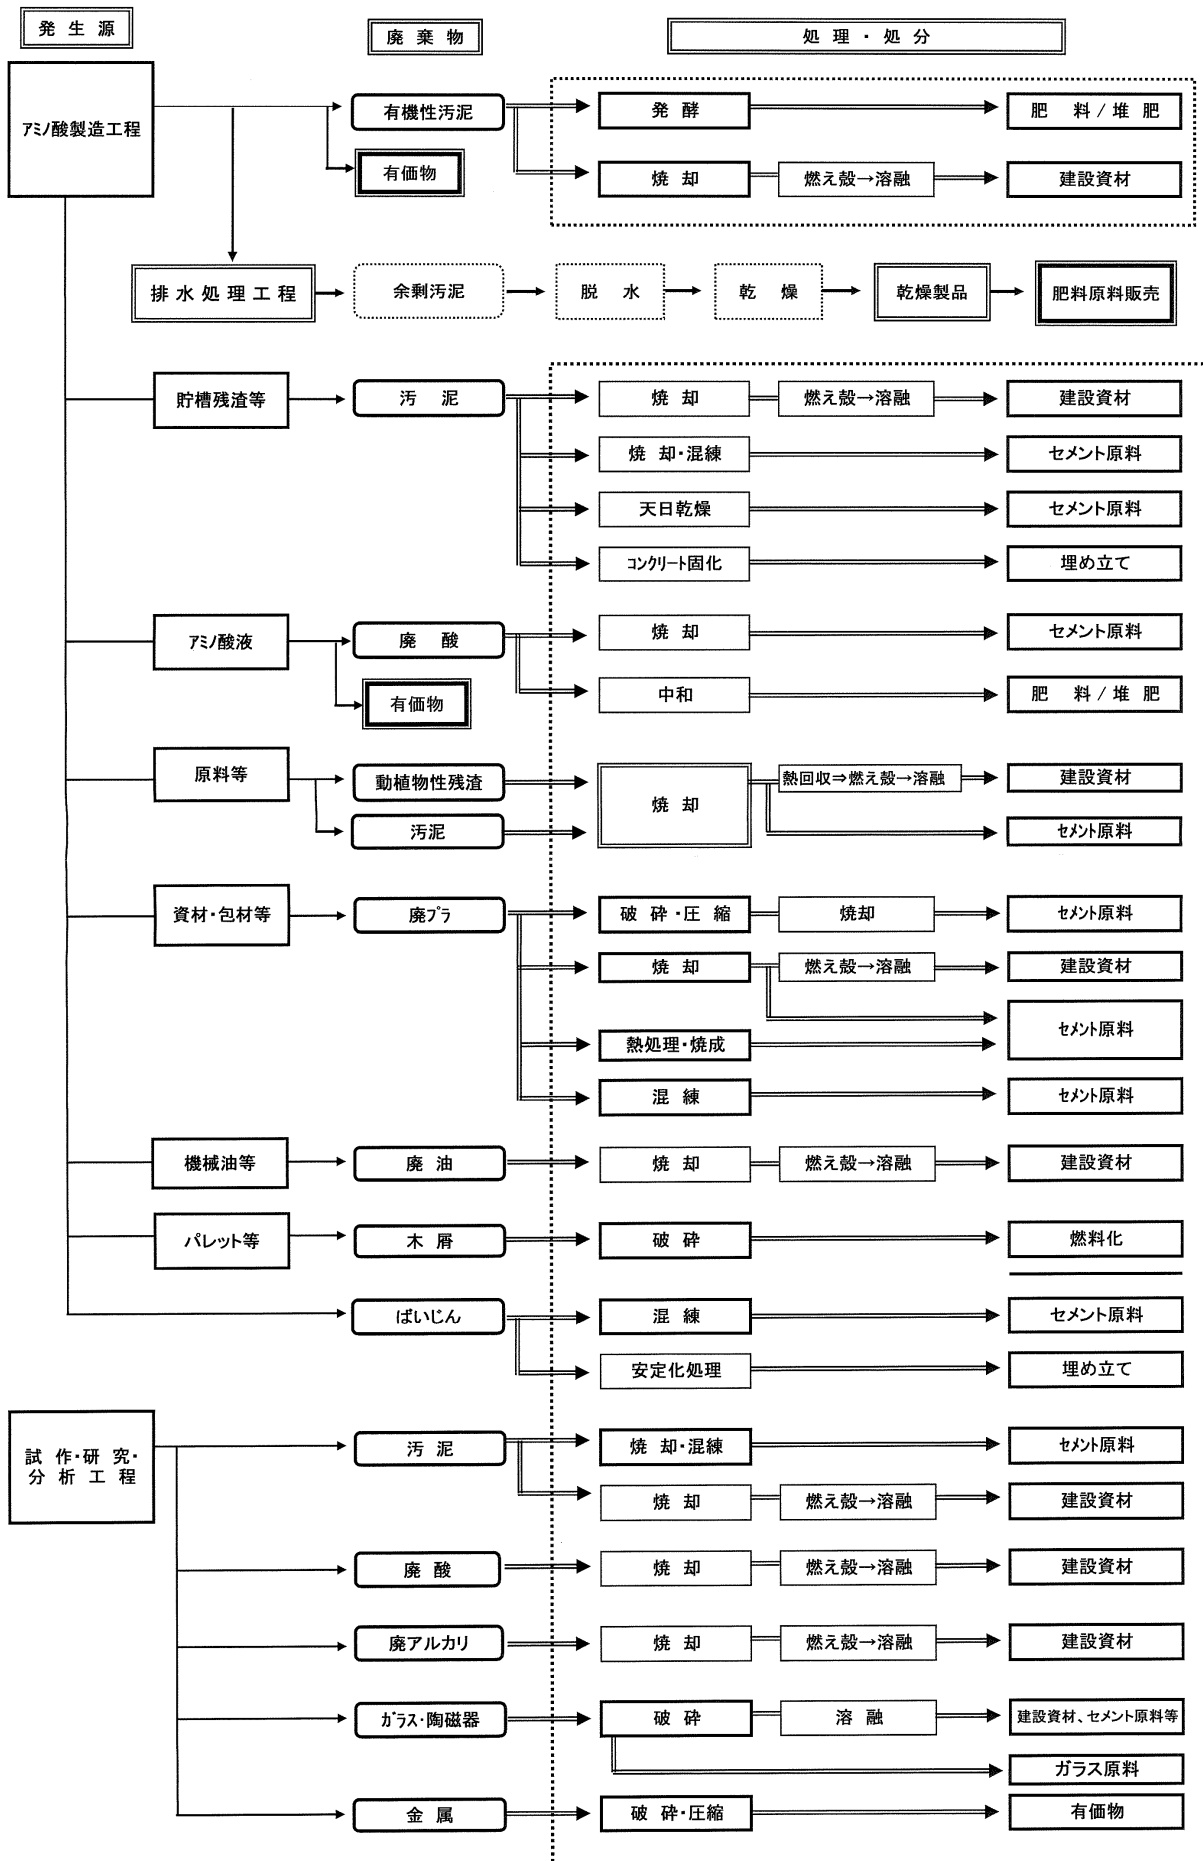 発 生 源
廃 棄 物
処 理 ・ 処 分
ｱﾐﾉ酸製造工程
有機性汚泥
発 酵
肥 料 / 堆 肥
有価物
焼 却
燃え殻→溶融
建設資材
排 水 処 理 工 程
余剰汚泥
脱 水
乾 燥
乾燥製品
肥料原料販売
貯槽残渣等
汚 泥
焼 却
燃え殻→溶融
建設資材
焼 却・混練
セメント原料
天日乾燥
セメント原料
ｺﾝｸﾘｰﾄ固化
埋め立て
ｱﾐﾉ酸液
廃 酸
焼 却
セメント原料
有価物
中和
肥 料 / 堆 肥
原料等
動植物性残渣
焼 却
熱回収⇒燃え殻→溶融
建設資材
汚泥
ｾﾒﾝﾄ原料
資材・包材等
廃ﾌﾟﾗ
破 砕・圧 縮
焼却
ｾﾒﾝﾄ原料
焼 却
燃え殻→溶融
建設資材
ｾﾒﾝﾄ原料
熱処理・焼成
混 練
ｾﾒﾝﾄ原料
機械油等
廃 油
焼 却
燃え殻→溶融
建設資材
パレット等
木 屑
破 砕
燃料化
ばいじん
混 練
セメント原料
安定化処理
埋め立て
試 作・研 究・
分 析 工 程
汚 泥
焼 却・混練
ｾﾒﾝﾄ原料
焼 却
燃え殻→溶融
建設資材
廃 酸
焼 却
燃え殻→溶融
建設資材
廃アルカリ
焼 却
燃え殻→溶融
建設資材
ｶﾞﾗｽ・陶磁器
破 砕
溶 融
建設資材、セメント原料等
ガラス原料
金 属
破 砕・圧縮
有価物